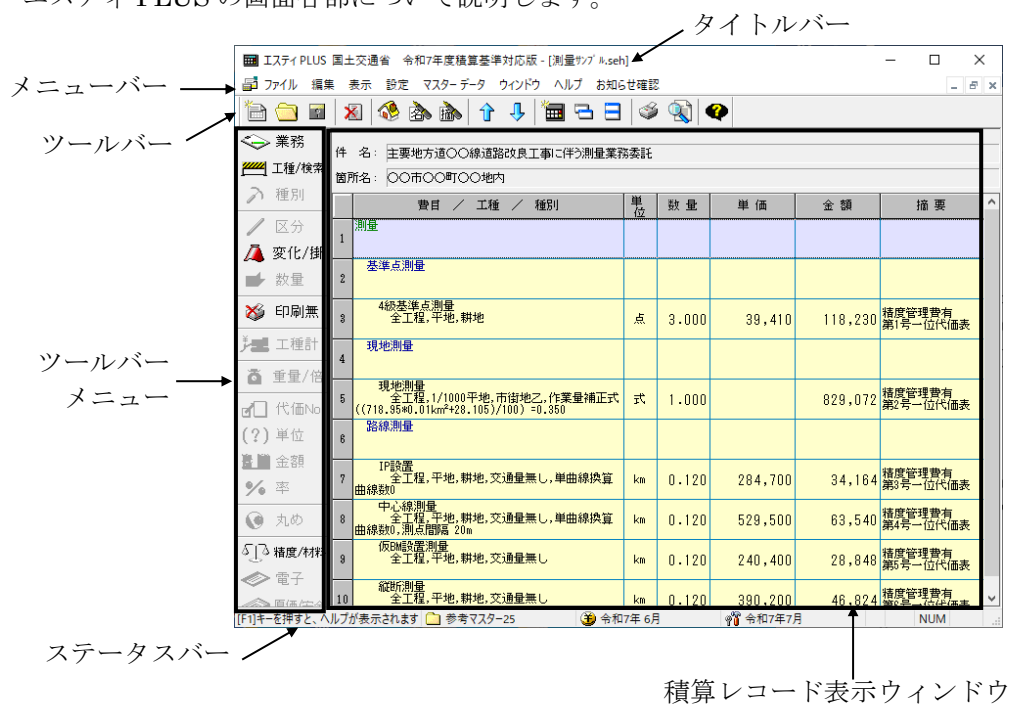 エスティPLUSの画面各部について説明します。
タイトルバー
エスティPLUS 国土交通省 令和7年度積算基準対応版 - [測量ｻﾝﾌﾟﾙ.seh]
メニューバー
ファイル 編集 表示 設定 マスターデータ ウィンドウ ヘルプ お知らせ確認
ツールバー
業務
工種/検索
種別
区分
変化/掛
数量
印刷無
工種計
ツールバー
メニュー
重量/倍
代価No
(?) 単位
金額
率
丸め
精度/材料
電子
件 名: 主要地方道〇〇線道路改良工事に伴う測量業務委託
箇所名: 〇〇市〇〇町〇〇地内
費目 / 工種 / 種別 単位 数量 単価 金額 摘要
1 測量
2 基準点測量
3 4級基準点測量
全工程,平地,耕地 点 3.000 39,410 118,230 精度管理費有
第1号一位代価表
4 現地測量
5 現地測量
全工程,1/1000平地,市街地乙,作業量補正式
((718.95*0.01km²+28.105)/100) =0.350 式 1.000 829,072 精度管理費有
第2号一位代価表
6 路線測量
7 IP設置
全工程,平地,耕地,交通量無し,単曲線換算
曲線数0 km 0.120 284,700 34,164 精度管理費有
第3号一位代価表
8 中心線測量
全工程,平地,耕地,交通量無し,単曲線換算
曲線数0,測点間隔 20m km 0.120 529,500 63,540 精度管理費有
第4号一位代価表
9 仮BM設置測量
全工程,平地,耕地,交通量無し km 0.120 240,400 28,848 精度管理費有
第5号一位代価表
10 縦断測量
全工程,平地,耕地,交通量無し km 0.120 390,200 46,824 精度管理費有
[F1]キーを押すと、ヘルプが表示されます 参考マスター25 令和7年 6月 令和7年7月 NUM
ステータスバー
積算レコード表示ウィンドウ